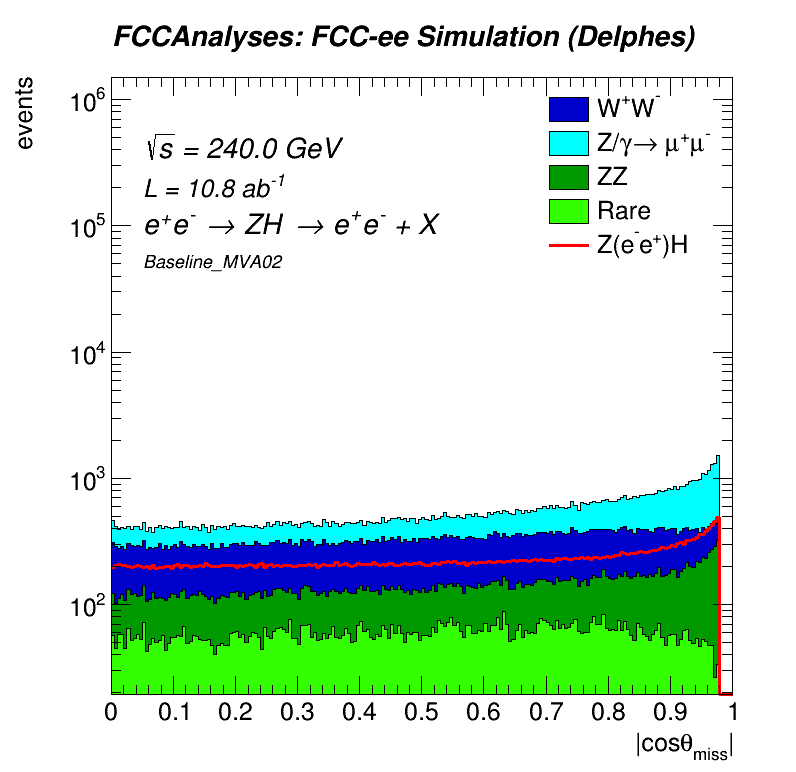 FCCAnalyses: FCC-ee Simulation (Delphes)
events
10⁶
10⁵
10⁴
10³
10²
√s = 240.0 GeV
L = 10.8 ab⁻¹
e⁺e⁻ → ZH → e⁺e⁻ + X
Baseline_MVA02
W⁺W⁻
Z/γ→ μ⁺μ⁻
ZZ
Rare
Z(e⁻e⁺)H
0 0.1 0.2 0.3 0.4 0.5 0.6 0.7 0.8 0.9 1
|cosθ_miss|